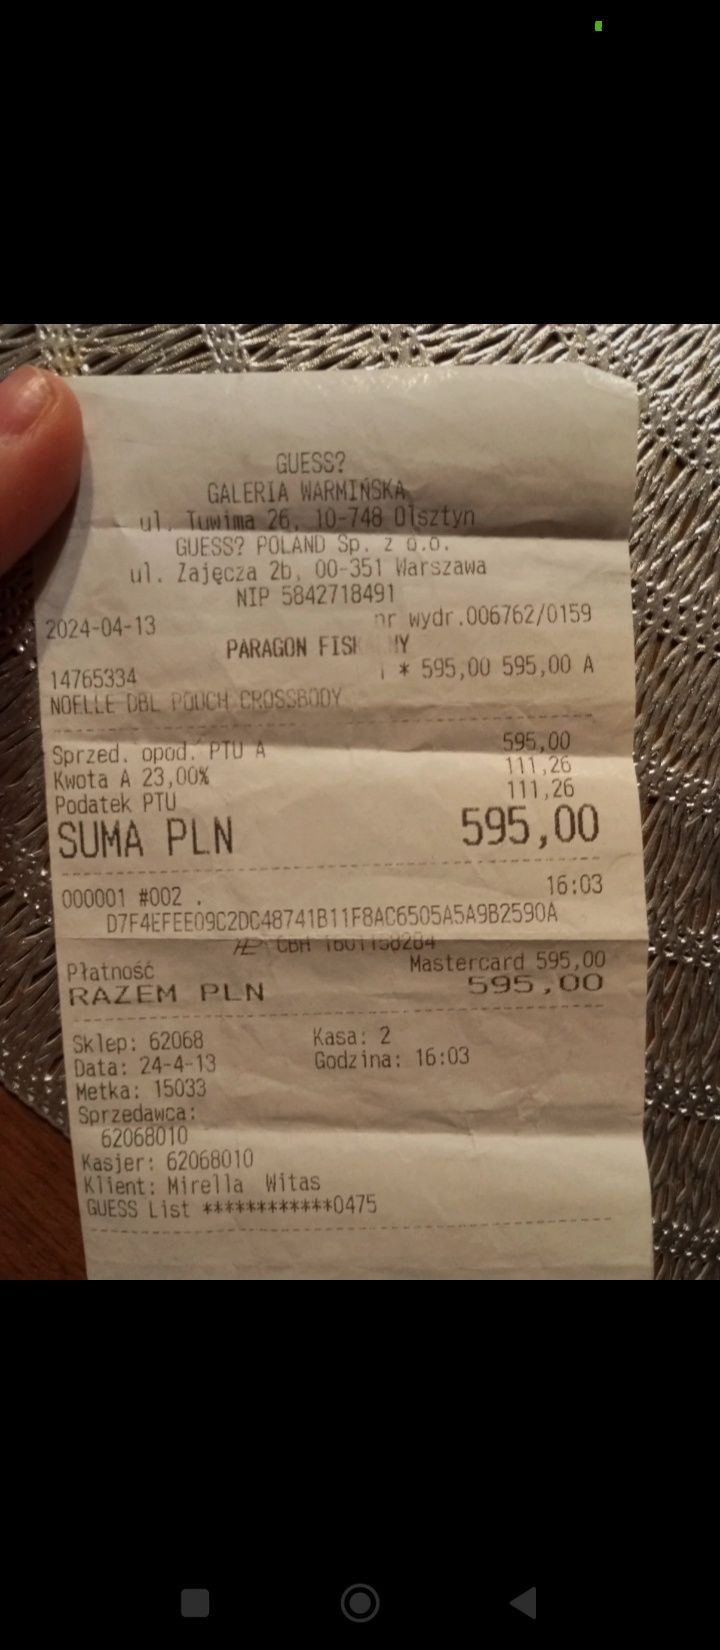 GUESS?
GALERIA WARMIŃSKA
ul. Tuwima 26, 10-748 Olsztyn
GUESS? POLAND Sp. z o.o.
ul. Zajęcza 2b, 00-351 Warszawa
NIP 5842718491
2024-04-13 nr wydr.006762/0159
PARAGON
14765334 * 595,00 595,00 A
NOELLE DBL POUCH CROSSBODY
Sprzed. opod. PTU A 595,00
Kwota A 23,00% 111,26
Podatek PTU 111,26
SUMA PLN 595,00
000001 #002 . 16:03
D7F4EFEE09C2DC48741B11F8AC6505A5A9B2590A
CBH
Płatność Mastercard 595,00
RAZEM PLN 595,00
Sklep: 62068 Kasa: 2
Data: 24-4-13 Godzina: 16:03
Metka: 15033
Sprzedawca:
62068010
Kasjer: 62068010
Klient: Mirella Witas
GUESS List ************0475